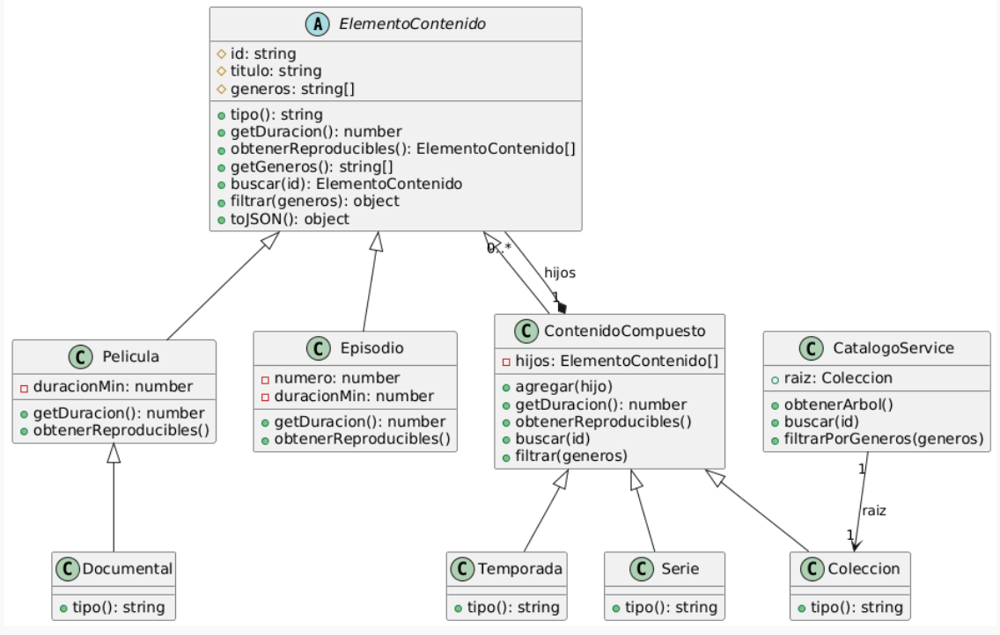 A ElementoContenido
id: string
titulo: string
generos: string[]
tipo(): string
getDuracion(): number
obtenerReproducibles(): ElementoContenido[]
getGeneros(): string[]
buscar(id): ElementoContenido
filtrar(generos): object
toJSON(): object
0..*
hijos
1
C Pelicula
duracionMin: number
getDuracion(): number
obtenerReproducibles()
C Episodio
numero: number
duracionMin: number
getDuracion(): number
obtenerReproducibles()
C ContenidoCompuesto
hijos: ElementoContenido[]
agregar(hijo)
getDuracion(): number
obtenerReproducibles()
buscar(id)
filtrar(generos)
C CatalogoService
raiz: Coleccion
obtenerArbol()
buscar(id)
filtrarPorGeneros(generos)
1
raiz
1
C Documental
tipo(): string
C Temporada
tipo(): string
C Serie
tipo(): string
C Coleccion
tipo(): string